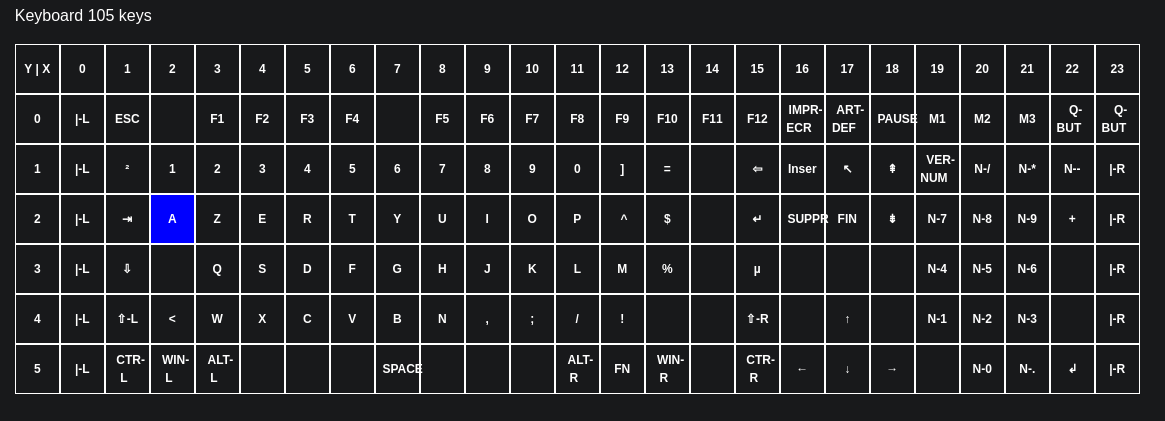 Keyboard 105 keys
Y | X 0 1 2 3 4 5 6 7 8 9 10 11 12 13 14 15 16 17 18 19 20 21 22 23
0 |-L ESC F1 F2 F3 F4 F5 F6 F7 F8 F9 F10 F11 F12 IMPR-ECR ART-DEF PAUSE M1 M2 M3 Q-BUT Q-BUT
1 |-L ² 1 2 3 4 5 6 7 8 9 0 ] = ⇦ Inser ↖ ⇞ VER-NUM N-/ N-* N-- |-R
2 |-L ⇥ A Z E R T Y U I O P ^ $ ↵ SUPPR FIN ⇟ N-7 N-8 N-9 + |-R
3 |-L ⇩ Q S D F G H J K L M % µ N-4 N-5 N-6 |-R
4 |-L ⇧-L < W X C V B N , ; / ! ⇧-R ↑ N-1 N-2 N-3 |-R
5 |-L CTR-L WIN-L ALT-L SPACE ALT-R FN WIN-R CTR-R ← ↓ → N-0 N-. ↲ |-R